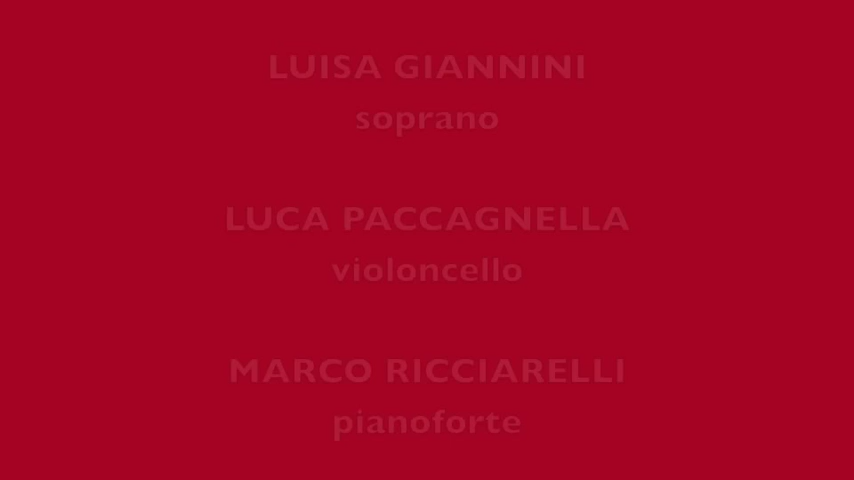 LUISA GIANNINI
soprano
LUCA PACCAGNELLA
violoncello
MARCO RICCIARELLI
pianoforte